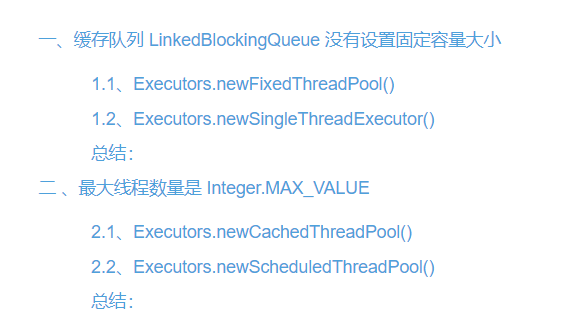 一、缓存队列 LinkedBlockingQueue 没有设置固定容量大小
1.1、Executors.newFixedThreadPool()
1.2、Executors.newSingleThreadExecutor()
总结：
二 、最大线程数量是 Integer.MAX_VALUE
2.1、Executors.newCachedThreadPool()
2.2、Executors.newScheduledThreadPool()
总结：